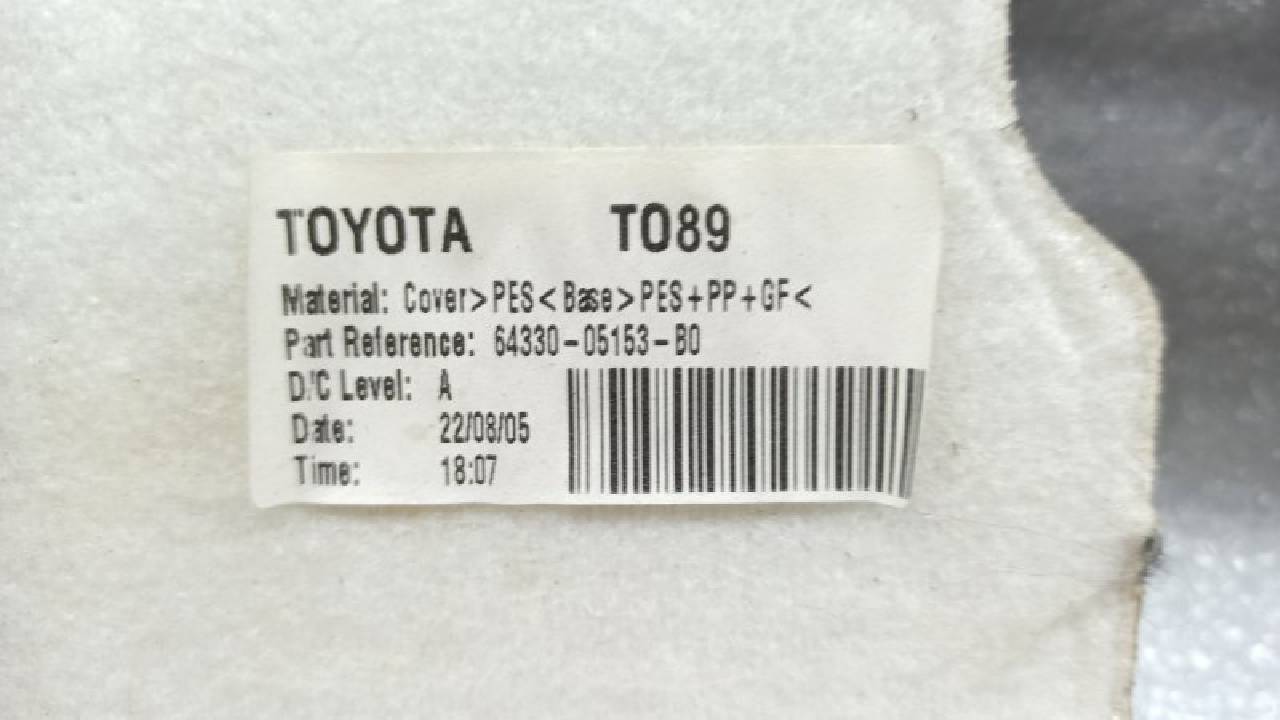 TOYOTA TO89
Material: Cover>PES<Base>PES+PP+GF<
Part Reference: 64330-05153-B0
D/C Level: A
Date: 22/08/05
Time: 18:07